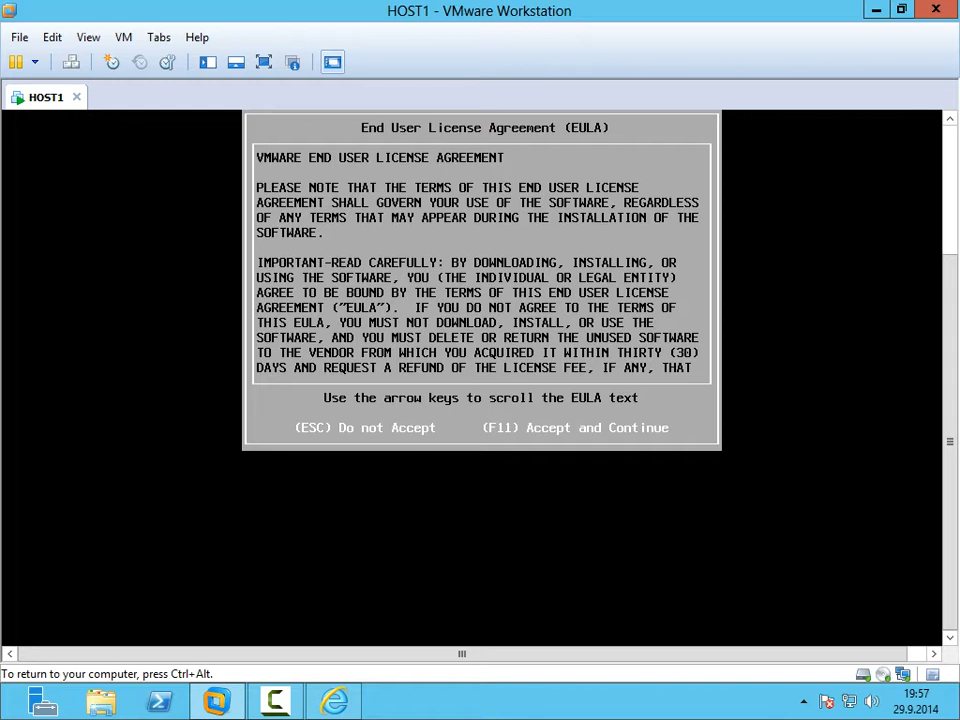 HOST1 - VMware Workstation
File Edit View VM Tabs Help
HOST1
End User License Agreement (EULA)
VMWARE END USER LICENSE AGREEMENT
PLEASE NOTE THAT THE TERMS OF THIS END USER LICENSE
AGREEMENT SHALL GOVERN YOUR USE OF THE SOFTWARE, REGARDLESS
OF ANY TERMS THAT MAY APPEAR DURING THE INSTALLATION OF THE
SOFTWARE.
IMPORTANT-READ CAREFULLY: BY DOWNLOADING, INSTALLING, OR
USING THE SOFTWARE, YOU (THE INDIVIDUAL OR LEGAL ENTITY)
AGREE TO BE BOUND BY THE TERMS OF THIS END USER LICENSE
AGREEMENT ("EULA"). IF YOU DO NOT AGREE TO THE TERMS OF
THIS EULA, YOU MUST NOT DOWNLOAD, INSTALL, OR USE THE
SOFTWARE, AND YOU MUST DELETE OR RETURN THE UNUSED SOFTWARE
TO THE VENDOR FROM WHICH YOU ACQUIRED IT WITHIN THIRTY (30)
DAYS AND REQUEST A REFUND OF THE LICENSE FEE, IF ANY, THAT
Use the arrow keys to scroll the EULA text
(ESC) Do not Accept (F11) Accept and Continue
To return to your computer, press Ctrl+Alt.
19:57
29.9.2014